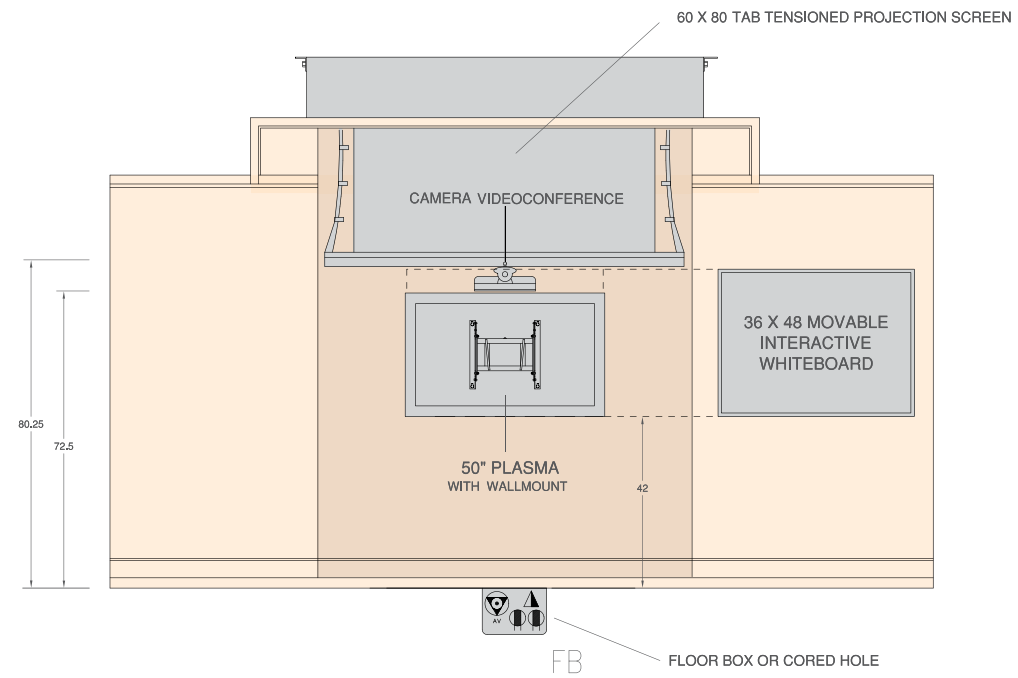 60 X 80 TAB TENSIONED PROJECTION SCREEN
CAMERA VIDEOCONFERENCE
36 X 48 MOVABLE
INTERACTIVE
WHITEBOARD
80.25
72.5
50" PLASMA
WITH WALLMOUNT
42
AV
FB
FLOOR BOX OR CORED HOLE